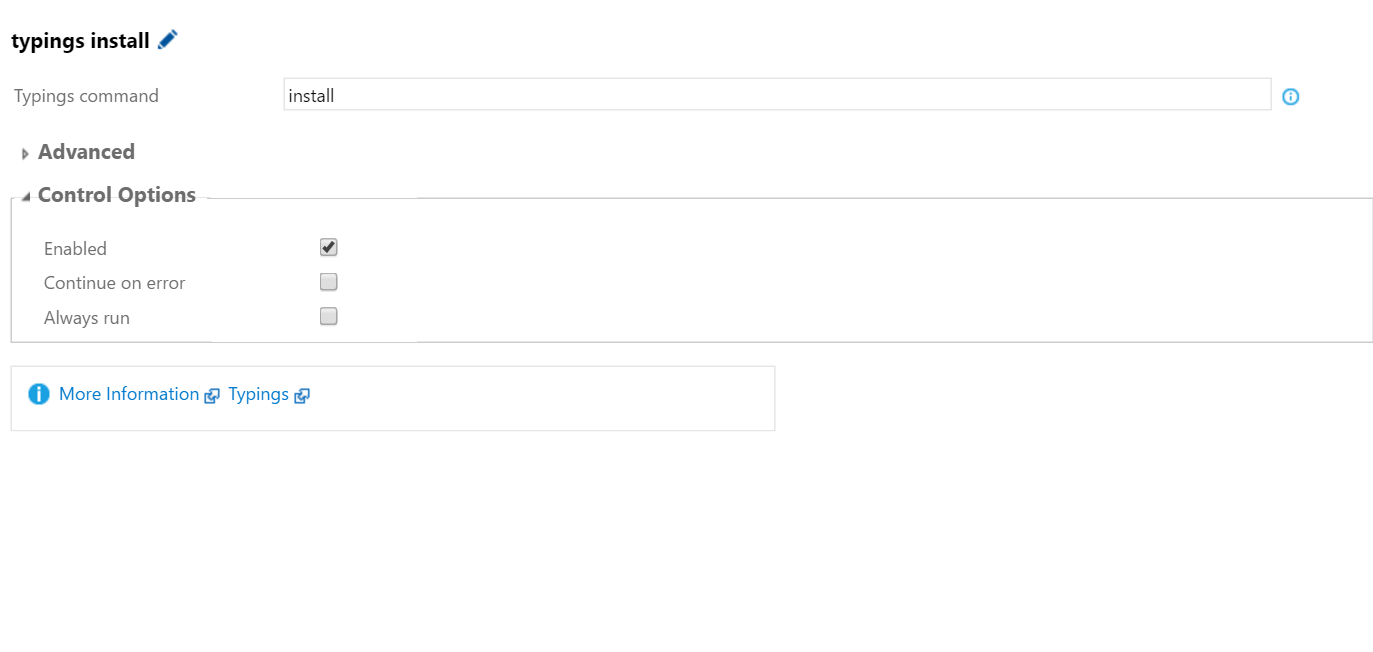 typings install
Typings command install
Advanced
Control Options
Enabled
Continue on error
Always run
More Information Typings